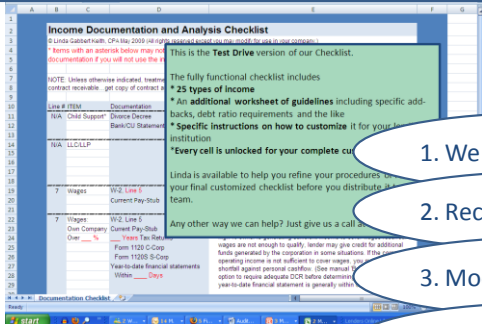 Income Documentation and Analysis Checklist
© Linda Keith, CPA May 2009 (All rights reserved except you may modify for use in your company.)
* Items with an asterisk below may not
documentation if you will not use the in
NOTE: Unless otherwise indicated, treatme
contract receivable...get copy of contract a
Line # ITEM Documentation
N/A Child Support* Divorce Decree
Bank/CU Statement
N/A LLC/LLP
7 Wages: W-2, Line 5
Current Pay-Stub
7 Wages: W-2, Line 5
Own Company Current Pay-Stub
Over __ % ___ Years Tax Returns
Form 1120 C-Corp
Form 1120S S-Corp
Year-to-date financial statements
Within ____ Days
This is the Test Drive version of our Checklist.
The fully functional checklist includes
* 25 types of income
* An additional worksheet of guidelines including specific add-
backs, debt ratio requirements and the like
* Specific instructions on how to customize it for your
institution
*Every cell is unlocked for your complete
Linda is available to help you refine your procedures
your final customized checklist before you distribute it
team.
Any other way we can help? Just give us a call
wages are not enough to qualify, lender may give credit for additional
funds generated by the corporation in some situations. If the
operating income is not sufficient to cover wages, you
shortfall against personal cashflow. (See manual
option to require adequate DCR before determining
year-to-date financial statement is generally within
1. We
2. Rec
3. Mo
Documentation Checklist
Ready
start